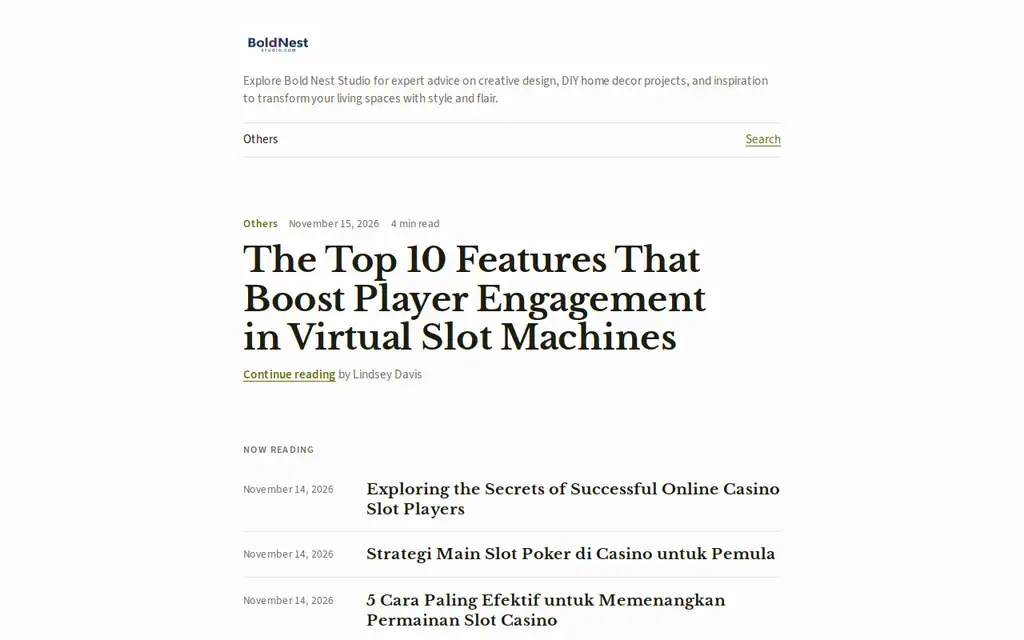 BoldNest
STUDIO.COM
Explore Bold Nest Studio for expert advice on creative design, DIY home decor projects, and inspiration
to transform your living spaces with style and flair.
Others
Search
Others November 15, 2026 4 min read
The Top 10 Features That
Boost Player Engagement
in Virtual Slot Machines
Continue reading by Lindsey Davis
NOW READING
November 14, 2026
Exploring the Secrets of Successful Online Casino
Slot Players
November 14, 2026
Strategi Main Slot Poker di Casino untuk Pemula
November 14, 2026
5 Cara Paling Efektif untuk Memenangkan
Permainan Slot Casino